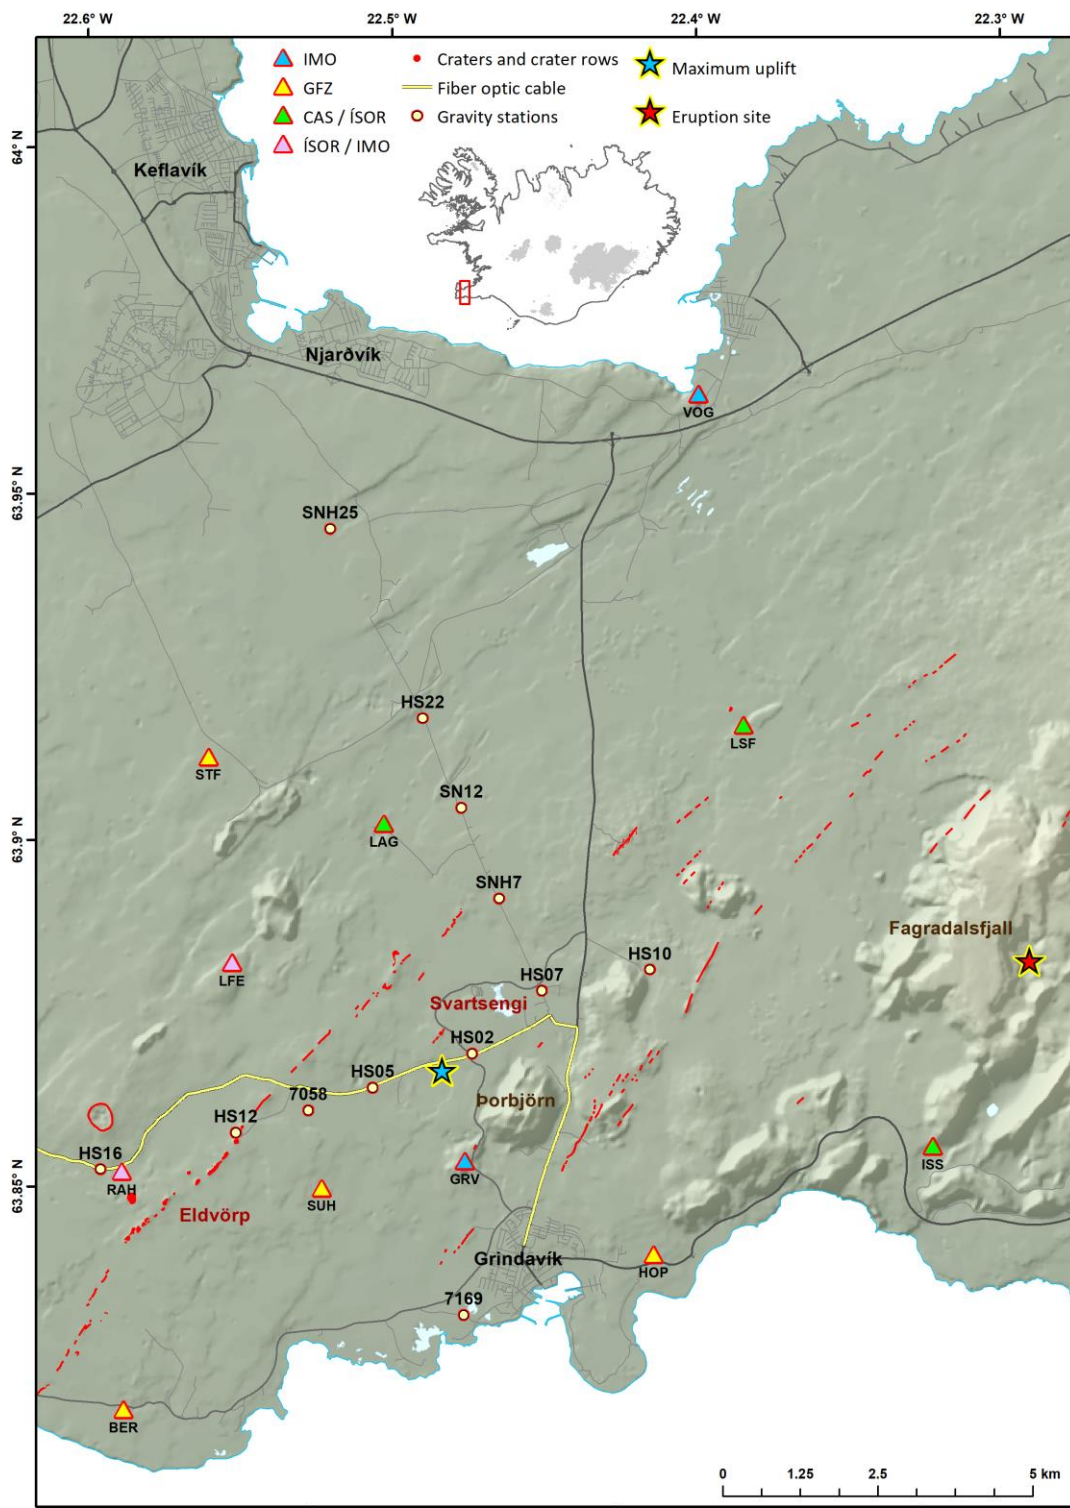 22.6° W
22.5° W
22.4° W
22.3° W
IMO
Craters and crater rows
Maximum uplift
GFZ
Fiber optic cable
CAS / ÍSOR
Gravity stations
Eruption site
ÍSOR / IMO
64° N
Keflavík
Njarðvík
VOG
63.95° N
SNH25
HS22
LSF
STF
SN12
LAG
63.9° N
SNH7
Fagradalsfjall
HS10
LFE
HS07
Svartsengi
HS02
HS05
7058
Þorbjörn
HS12
HS16
RAH
GRV
ISS
63.85° N
SUH
Eldvörp
Grindavík
HOP
7169
BER
0
1.25
2.5
5 km